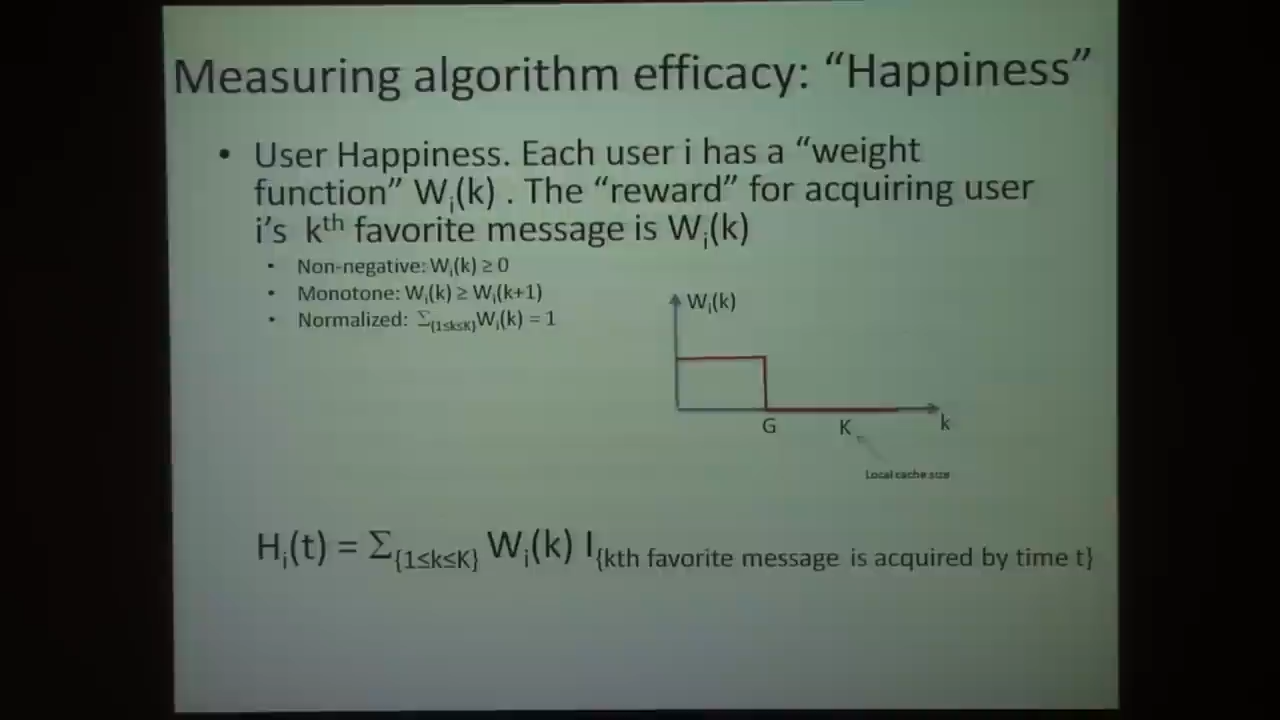 Measuring algorithm efficacy: “Happiness”
• User Happiness. Each user i has a “weight
function” Wᵢ(k) . The “reward” for acquiring user
i’s kᵗʰ favorite message is Wᵢ(k)
• Non-negative: Wᵢ(k) ≥ 0
• Monotone: Wᵢ(k) ≥ Wᵢ(k+1)
• Normalized: Σ{1≤k≤K}Wᵢ(k) = 1
Wᵢ(k)
G K k
Local cache size
Hᵢ(t) = Σ{1≤k≤K} Wᵢ(k) I{kth favorite message is acquired by time t}